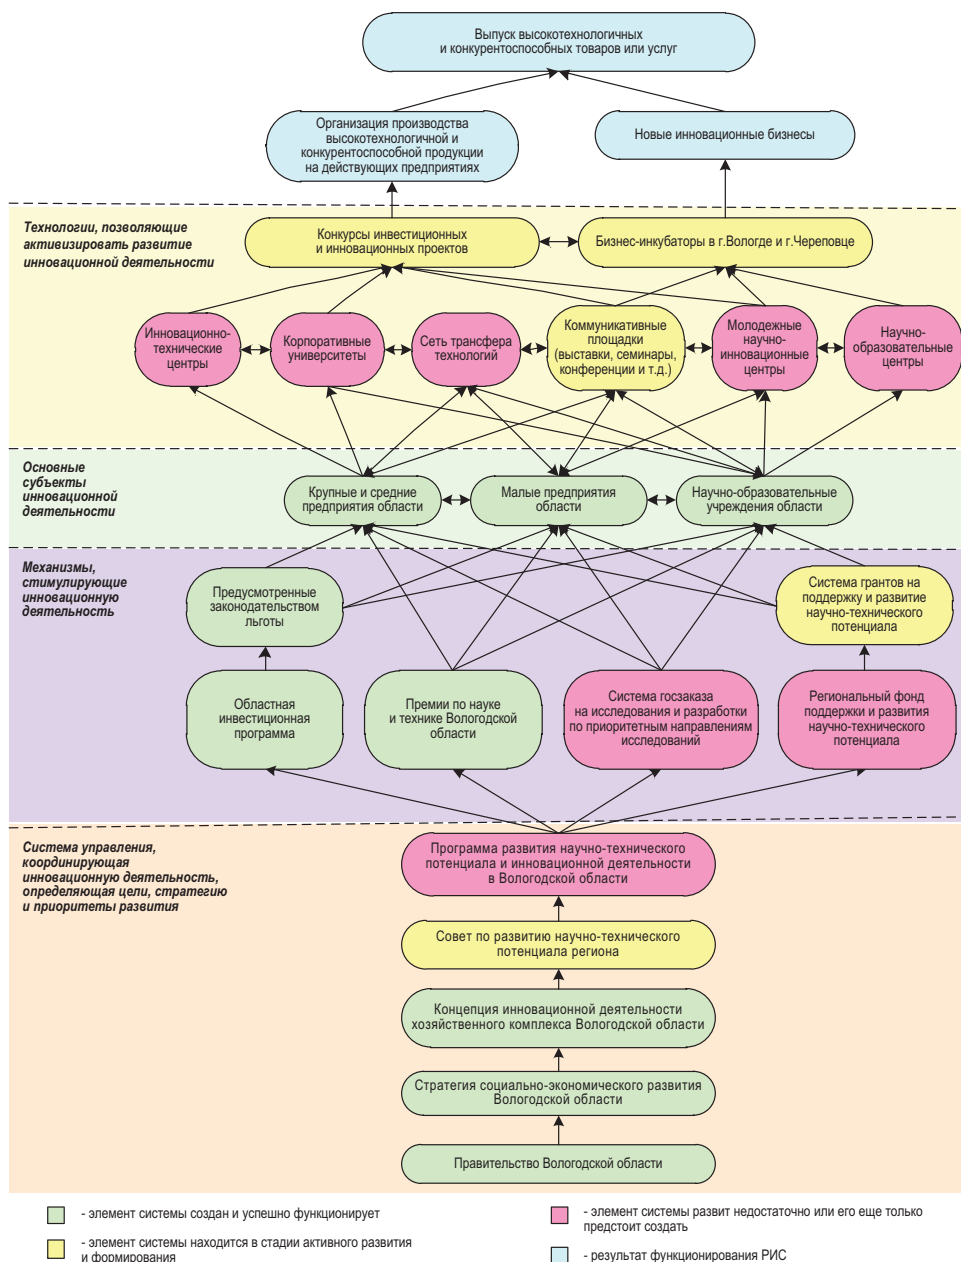 Выпуск высокотехнологичных
и конкурентоспособных товаров или услуг
Организация производства
высокотехнологичной и
конкурентоспособной продукции
на действующих предприятиях
Новые инновационные бизнесы
Технологии, позволяющие
активизировать развитие
инновационной деятельности
Конкурсы инвестиционных
и инновационных проектов
Бизнес-инкубаторы в г.Вологде и г.Череповце
Инновационно-
технические
центры
Корпоративные
университеты
Сеть трансфера
технологий
Коммуникативные
площадки
(выставки, семинары,
конференции и т.д.)
Молодежные
научно-
инновационные
центры
Научно-
образовательные
центры
Основные
субъекты
инновационной
деятельности
Крупные и средние
предприятия области
Малые предприятия
области
Научно-образовательные
учреждения области
Механизмы,
стимулирующие
инновационную
деятельность
Предусмотренные
законодательством
льготы
Система грантов на
поддержку и развитие
научно-технического
потенциала
Областная
инвестиционная
программа
Премии по науке
и технике Вологодской
области
Система госзаказа
на исследования и разработки
по приоритетным направлениям
исследований
Региональный фонд
поддержки и развития
научно-технического
потенциала
Система управления,
координирующая
инновационную деятельность,
определяющая цели, стратегию
и приоритеты развития
Программа развития научно-технического
потенциала и инновационной деятельности
в Вологодской области
Совет по развитию научно-технического
потенциала региона
Концепция инновационной деятельности
хозяйственного комплекса Вологодской области
Стратегия социально-экономического развития
Вологодской области
Правительство Вологодской области
- элемент системы создан и успешно функционирует
- элемент системы находится в стадии активного развития
и формирования
- элемент системы развит недостаточно или его еще только
предстоит создать
- результат функционирования РИС